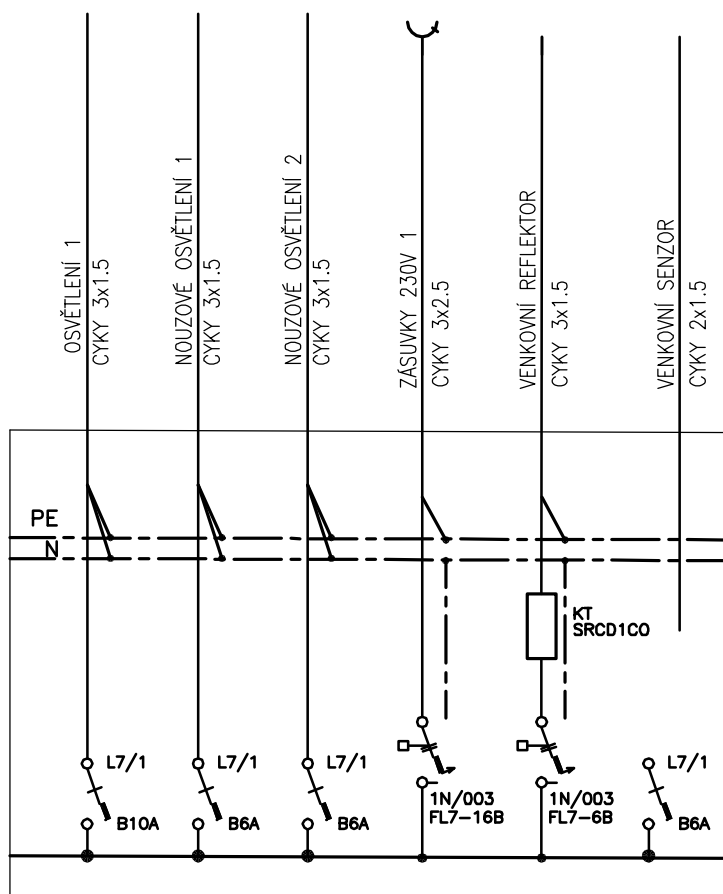 OSVĚTLENÍ 1
CYKY 3x1.5
NOUZOVÉ OSVĚTLENÍ 1
CYKY 3x1.5
NOUZOVÉ OSVĚTLENÍ 2
CYKY 3x1.5
ZÁSUVKY 230V 1
CYKY 3x2.5
VENKOVNÍ REFLEKTOR
CYKY 3x1.5
VENKOVNÍ SENZOR
CYKY 2x1.5
PE
N
KT
SRCD1CO
L7/1
B10A
L7/1
B6A
L7/1
B6A
1N/003
FL7-16B
1N/003
FL7-6B
L7/1
B6A